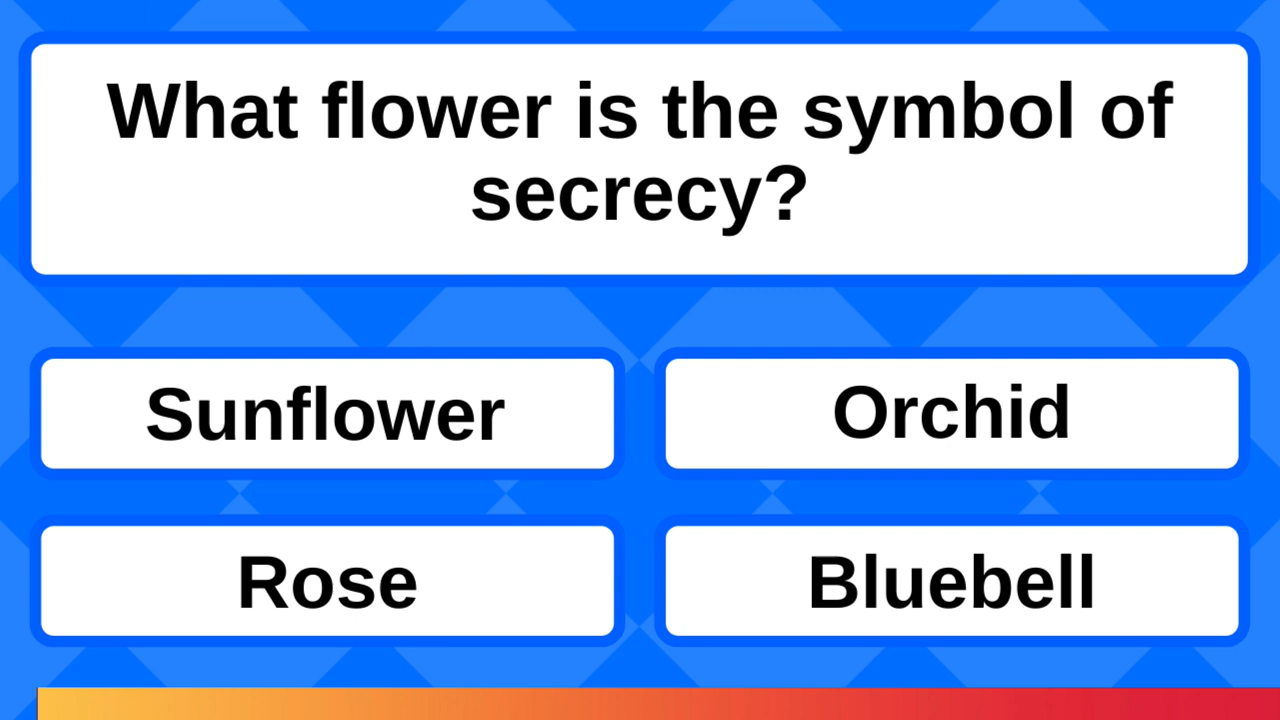 What flower is the symbol of
secrecy?
Sunflower
Orchid
Rose
Bluebell